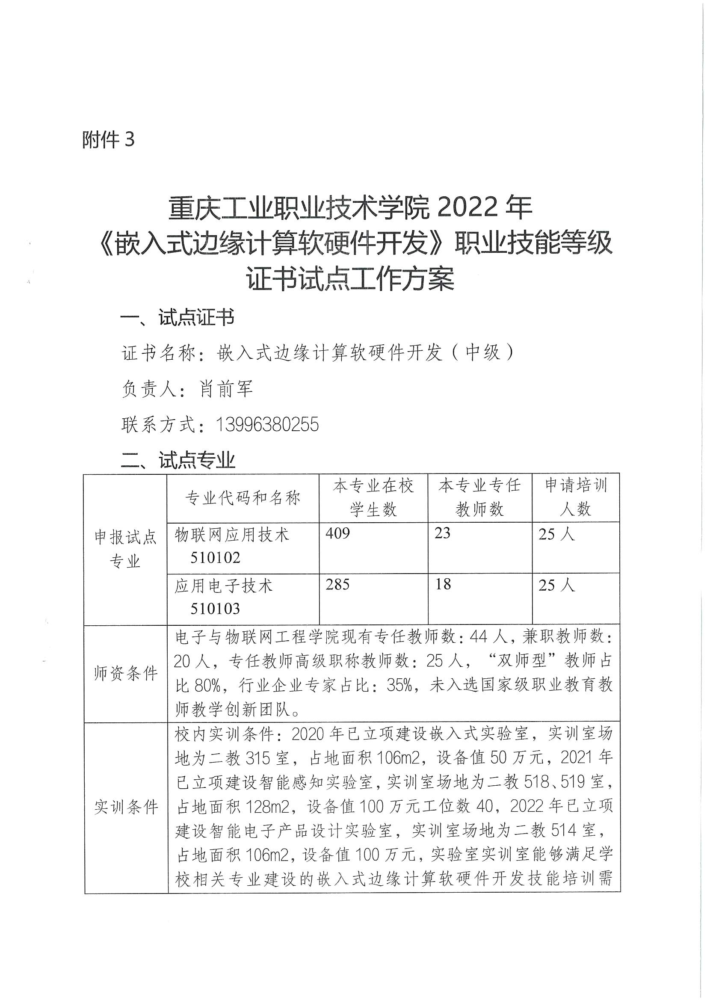 附件 3
重庆工业职业技术学院 2022 年
《嵌入式边缘计算软硬件开发》职业技能等级
证书试点工作方案
一、试点证书
证书名称：嵌入式边缘计算软硬件开发（中级）
负责人：肖前军
联系方式：13996380255
二、试点专业
申报试点
专业
专业代码和名称
本专业在校
学生数
本专业专任
教师数
申请培训
人数
物联网应用技术
510102
409
23
25 人
应用电子技术
510103
285
18
25 人
师资条件
电子与物联网工程学院现有专任教师数：44 人，兼职教师数：
20 人，专任教师高级职称教师数：25 人，“双师型”教师占
比 80%，行业企业专家占比：35%，未入选国家级职业教育教
师教学创新团队。
实训条件
校内实训条件：2020 年已立项建设嵌入式实验室，实训室场
地为二教 315 室，占地面积 106m2，设备值 50 万元，2021 年
已立项建设智能感知实验室，实训室场地为二教 518、519 室，
占地面积 128m2，设备值 100 万元工位数 40，2022 年已立项
建设智能电子产品设计实验室，实训室场地为二教 514 室，
占地面积 106m2，设备值 100 万元，实验室实训室能够满足学
校相关专业建设的嵌入式边缘计算软硬件开发技能培训需